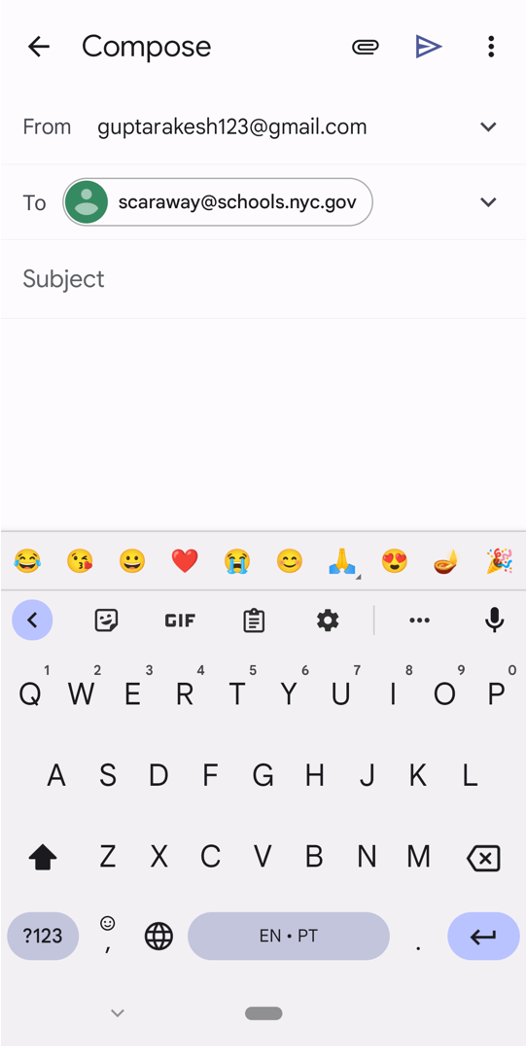 Compose
From guptarakesh123@gmail.com
To scaraway@schools.nyc.gov
Subject
GIF
1 2 3 4 5 6 7 8 9 0
Q W E R T Y U I O P
A S D F G H J K L
Z X C V B N M
?123 , EN • PT .